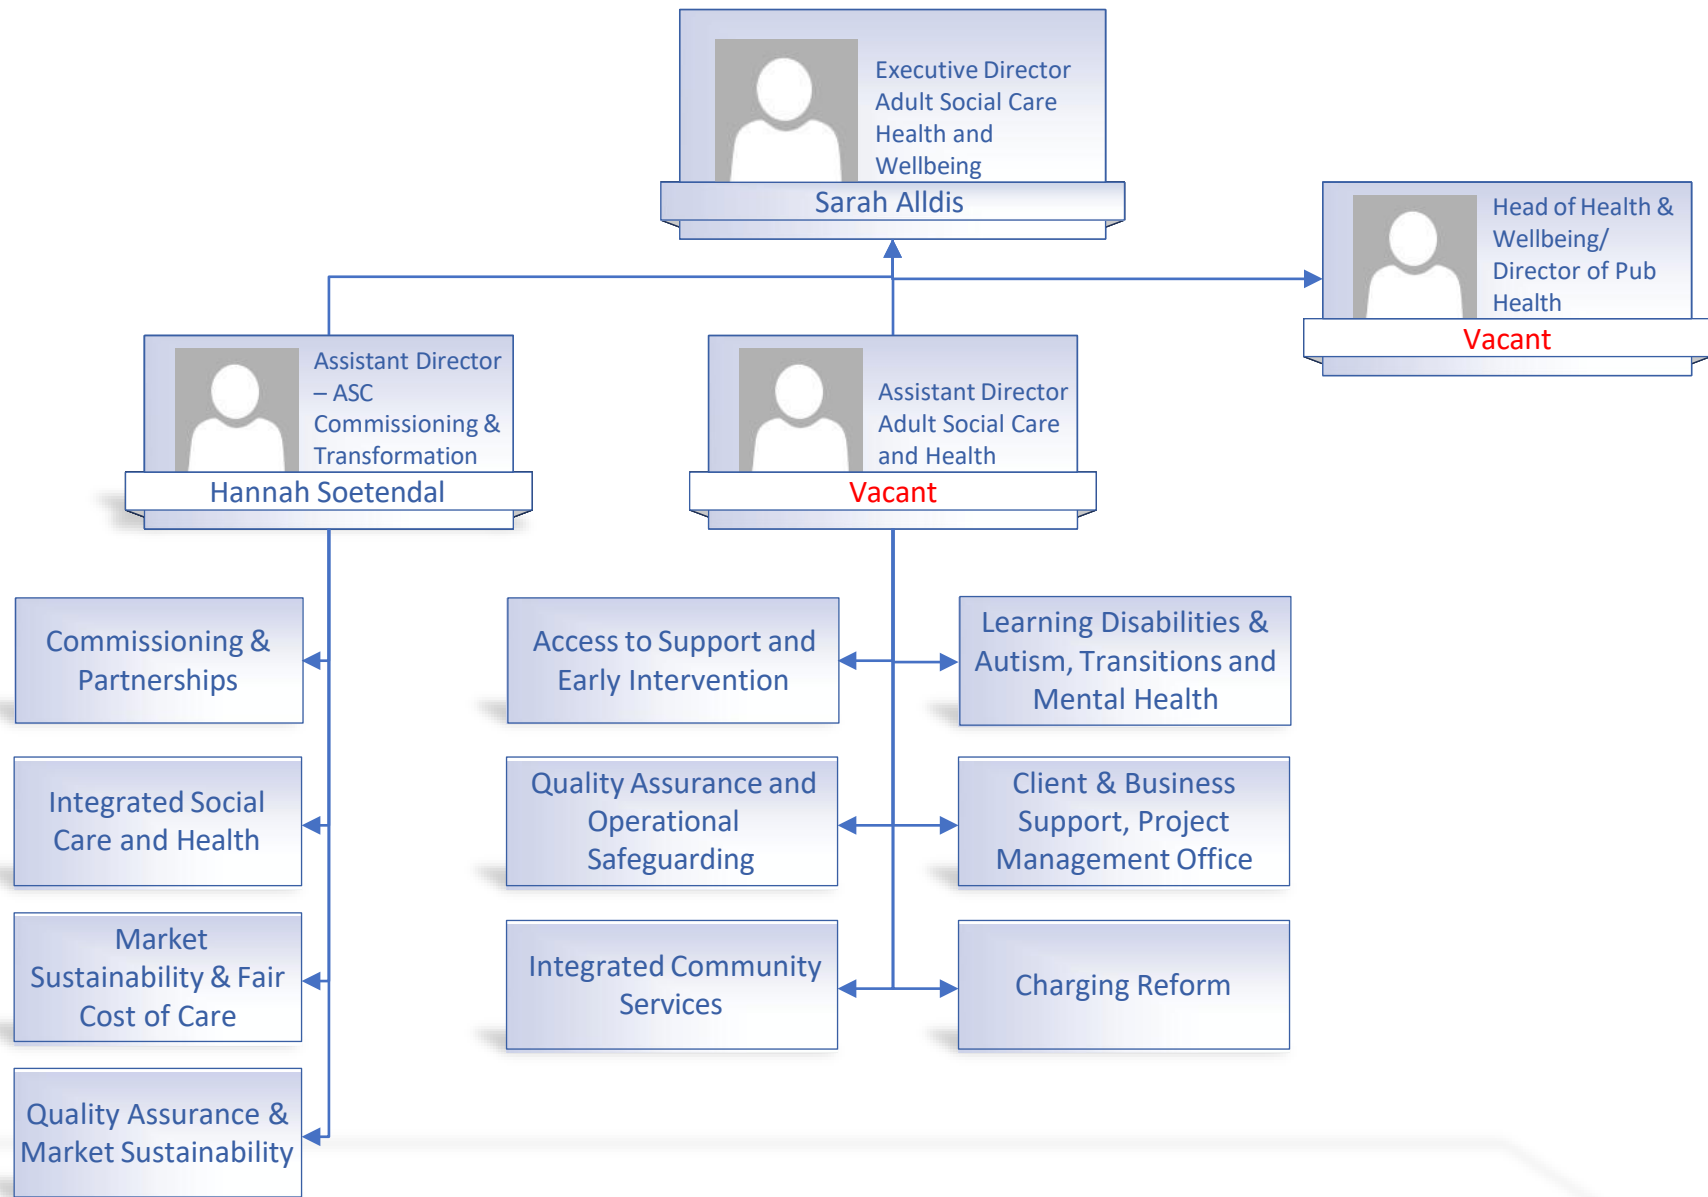 Executive Director
Adult Social Care
Health and
Wellbeing
Sarah Alldis
Head of Health &
Wellbeing/
Director of Pub
Health
Vacant
Assistant Director
– ASC
Commissioning &
Transformation
Hannah Soetendal
Assistant Director
Adult Social Care
and Health
Vacant
Commissioning &
Partnerships
Integrated Social
Care and Health
Market
Sustainability & Fair
Cost of Care
Quality Assurance &
Market Sustainability
Access to Support and
Early Intervention
Quality Assurance and
Operational
Safeguarding
Integrated Community
Services
Learning Disabilities &
Autism, Transitions and
Mental Health
Client & Business
Support, Project
Management Office
Charging Reform